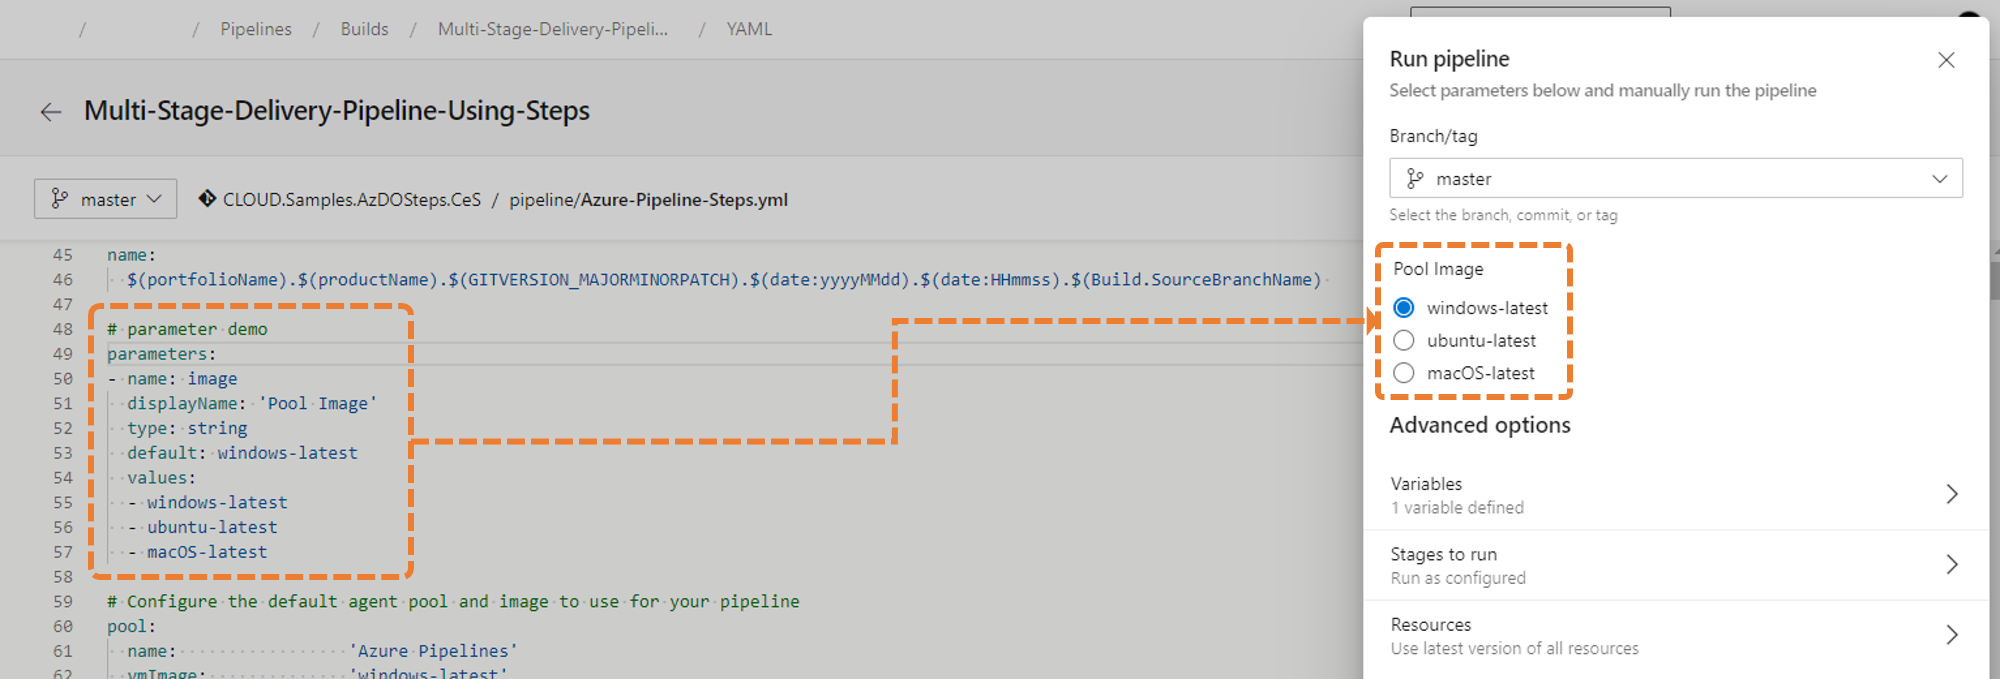 / / Pipelines / Builds / Multi-Stage-Delivery-Pipeli... / YAML
Multi-Stage-Delivery-Pipeline-Using-Steps
master CLOUD.Samples.AzDOSteps.CeS / pipeline/Azure-Pipeline-Steps.yml
45 name:
46 $(portfolioName).$(productName).$(GITVERSION_MAJORMINORPATCH).$(date:yyyyMMdd).$(date:HHmmss).$(Build.SourceBranchName)
47
48 # parameter demo
49 parameters:
50 - name: image
51 displayName: 'Pool Image'
52 type: string
53 default: windows-latest
54 values:
55 - windows-latest
56 - ubuntu-latest
57 - macOS-latest
58
59 # Configure the default agent pool and image to use for your pipeline
60 pool:
61 name: 'Azure Pipelines'
62 vmImage: 'windows-latest'
Run pipeline
Select parameters below and manually run the pipeline
Branch/tag
master
Select the branch, commit, or tag
Pool Image
windows-latest
ubuntu-latest
macOS-latest
Advanced options
Variables
1 variable defined
Stages to run
Run as configured
Resources
Use latest version of all resources